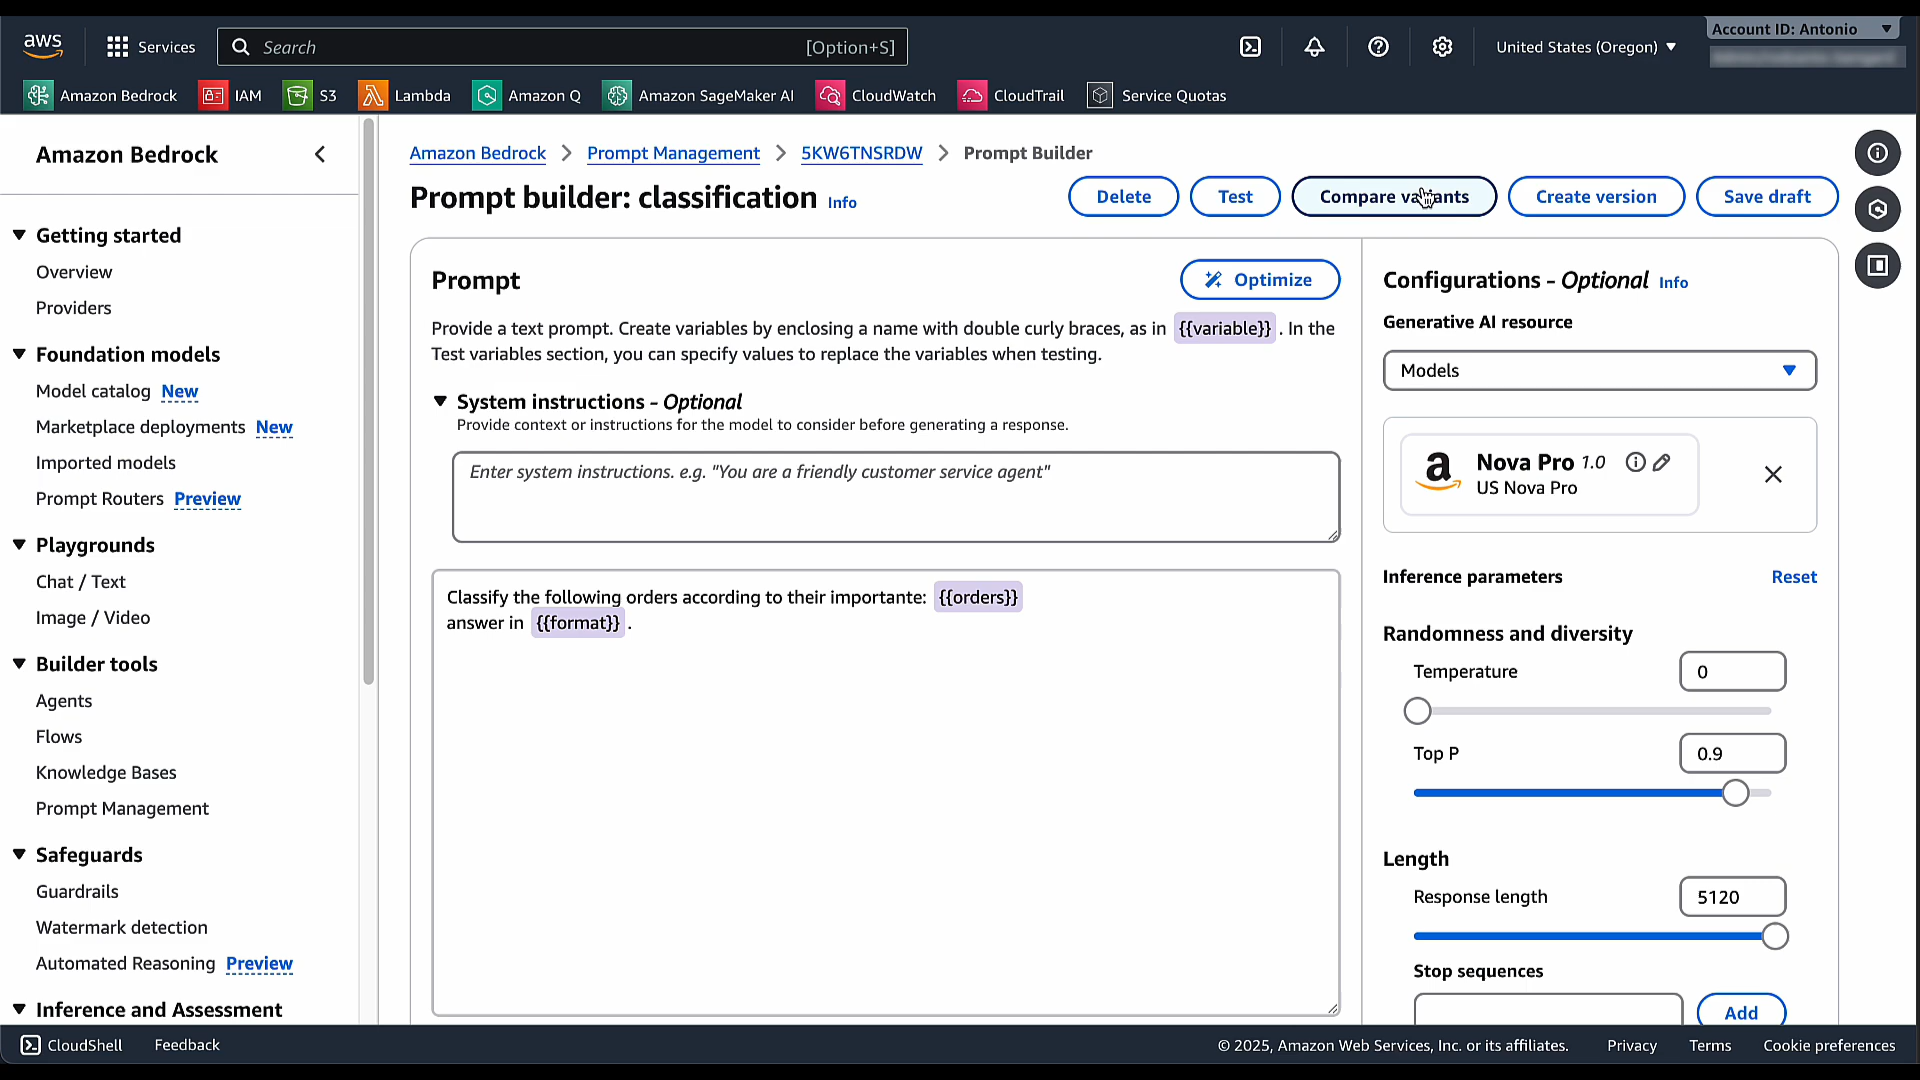 aws
Services
Search
[Option+S]
United States (Oregon)
Account ID: Antonio
Amazon Bedrock
IAM
S3
Lambda
Amazon Q
Amazon SageMaker AI
CloudWatch
CloudTrail
Service Quotas
Amazon Bedrock
Getting started
Overview
Providers
Foundation models
Model catalog New
Marketplace deployments New
Imported models
Prompt Routers Preview
Playgrounds
Chat / Text
Image / Video
Builder tools
Agents
Flows
Knowledge Bases
Prompt Management
Safeguards
Guardrails
Watermark detection
Automated Reasoning Preview
Inference and Assessment
Amazon Bedrock > Prompt Management > 5KW6TNSRDW > Prompt Builder
Prompt builder: classification Info
Delete
Test
Compare variants
Create version
Save draft
Prompt
Optimize
Provide a text prompt. Create variables by enclosing a name with double curly braces, as in {{variable}} . In the
Test variables section, you can specify values to replace the variables when testing.
System instructions - Optional
Provide context or instructions for the model to consider before generating a response.
Enter system instructions. e.g. "You are a friendly customer service agent"
Classify the following orders according to their importante: {{orders}}
answer in {{format}} .
Configurations - Optional Info
Generative AI resource
Models
a
Nova Pro 1.0
US Nova Pro
Inference parameters
Reset
Randomness and diversity
Temperature
0
Top P
0.9
Length
Response length
5120
Stop sequences
Add
CloudShell
Feedback
© 2025, Amazon Web Services, Inc. or its affiliates.
Privacy
Terms
Cookie preferences